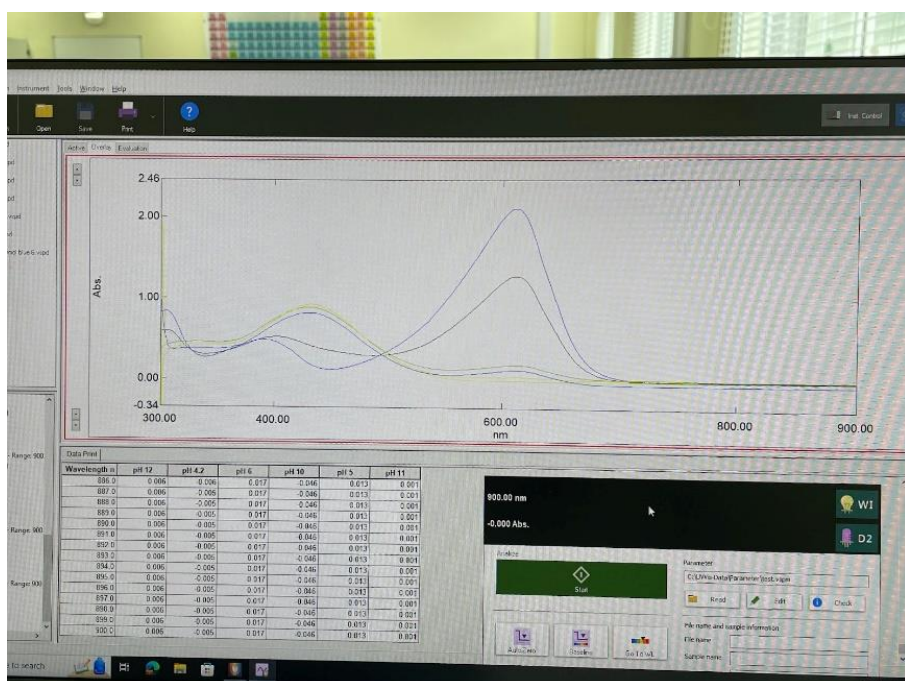 Instrument Tools Window Help
Open Save Print Help
Inst. Control
Active Overlay Evaluation
2.46
2.00
1.00
0.00
-0.34
Abs.
300.00 400.00 600.00 800.00 900.00
nm
Data Print
Wavelength n pH 12 pH 4.2 pH 6 pH 10 pH 5 pH 11
886.0 0.006 -0.006 0.017 -0.046 0.013 0.001
887.0 0.006 -0.005 0.017 -0.046 0.013 0.001
888.0 0.006 -0.005 0.017 -0.046 0.013 0.001
889.0 0.006 -0.005 0.017 -0.046 0.013 0.001
890.0 0.006 -0.005 0.017 -0.046 0.013 0.001
891.0 0.006 -0.005 0.017 -0.046 0.013 0.001
892.0 0.006 -0.005 0.017 -0.046 0.013 0.001
893.0 0.006 -0.005 0.017 -0.046 0.013 0.001
894.0 0.006 -0.005 0.017 -0.046 0.013 0.001
895.0 0.006 -0.005 0.017 -0.046 0.013 0.001
896.0 0.006 -0.005 0.017 -0.046 0.013 0.001
897.0 0.006 -0.005 0.017 -0.046 0.013 0.001
898.0 0.006 -0.005 0.017 -0.046 0.013 0.001
899.0 0.006 -0.005 0.017 -0.046 0.013 0.001
900.0 0.006 -0.005 0.017 -0.046 0.013 0.001
Range: 900
Range: 900
Range: 900
900.00 nm
-0.000 Abs.
WI
D2
Start
Auto Zero Baseline Go To WL
Parameter
Read Edit Check
File name and sample information
File name
Sample name
to search